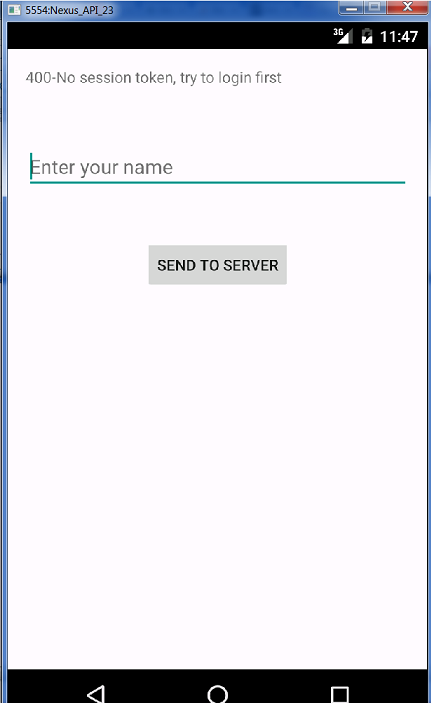 5554:Nexus_API_23
3G 11:47
400-No session token, try to login first
Enter your name
SEND TO SERVER